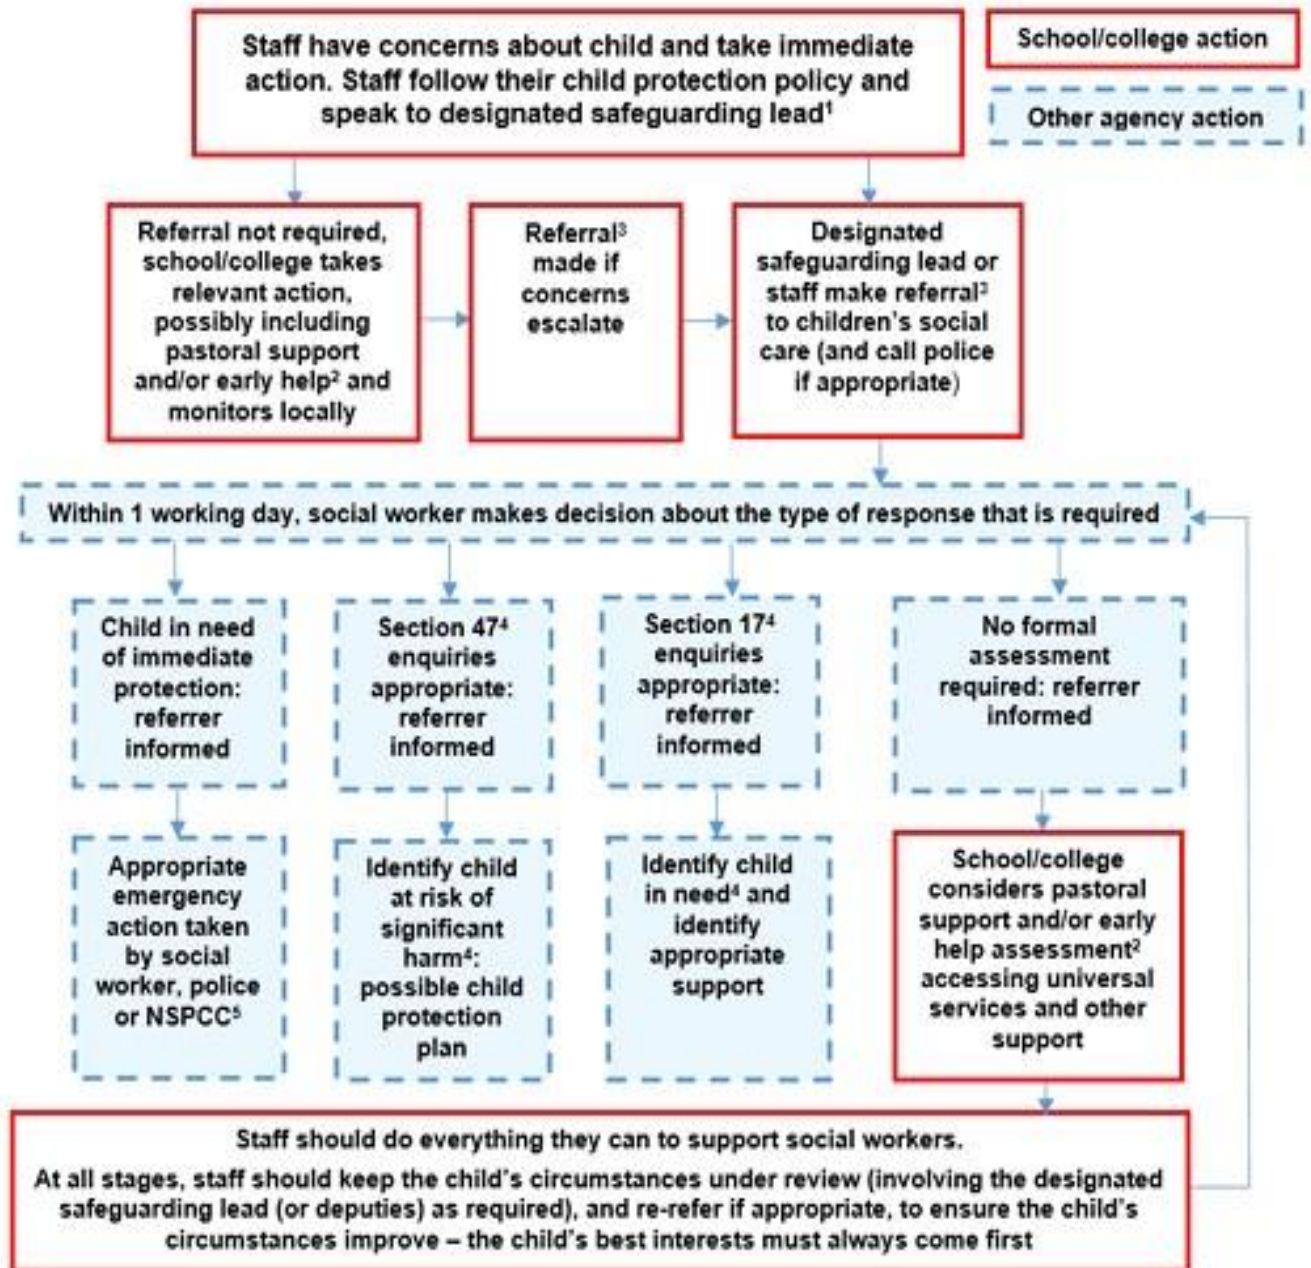 Staff have concerns about child and take immediate
action. Staff follow their child protection policy and
speak to designated safeguarding lead¹
School/college action
Other agency action
Referral not required,
school/college takes
relevant action,
possibly including
pastoral support
and/or early help² and
monitors locally
Referral³
made if
concerns
escalate
Designated
safeguarding lead or
staff make referral³
to children's social
care (and call police
if appropriate)
Within 1 working day, social worker makes decision about the type of response that is required
Child in need
of immediate
protection:
referrer
informed
Section 47⁴
enquiries
appropriate:
referrer
informed
Section 17⁴
enquiries
appropriate:
referrer
informed
No formal
assessment
required: referrer
informed
Appropriate
emergency
action taken
by social
worker, police
or NSPCC⁵
Identify child
at risk of
significant
harm⁴:
possible child
protection
plan
Identify child
in need⁴ and
identify
appropriate
support
School/college
considers pastoral
support and/or early
help assessment²
accessing universal
services and other
support
Staff should do everything they can to support social workers.
At all stages, staff should keep the child's circumstances under review (involving the designated
safeguarding lead (or deputies) as required), and re-refer if appropriate, to ensure the child's
circumstances improve – the child's best interests must always come first